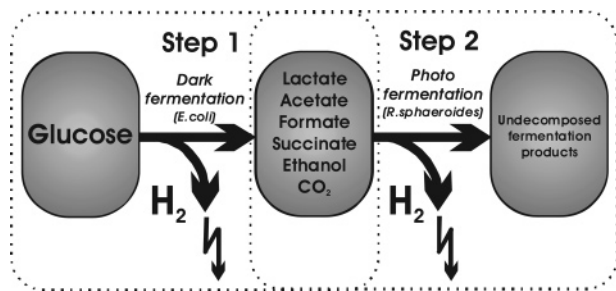 Step 1
Step 2
Glucose
Dark
fermentation
(E.coli)
H₂
Lactate
Acetate
Formate
Succinate
Ethanol
CO₂
Photo
fermentation
(R.sphaeroides)
H₂
Undecomposed
fermentation
products